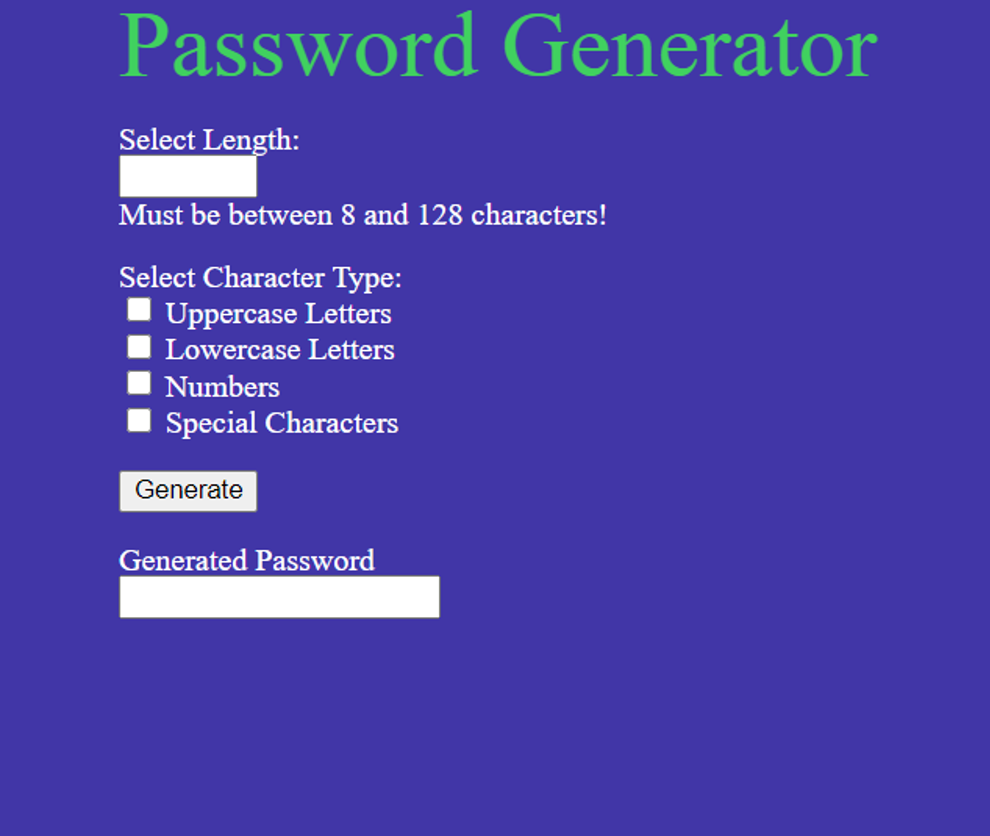 Password Generator
Select Length:
Must be between 8 and 128 characters!
Select Character Type:
Uppercase Letters
Lowercase Letters
Numbers
Special Characters
Generate
Generated Password